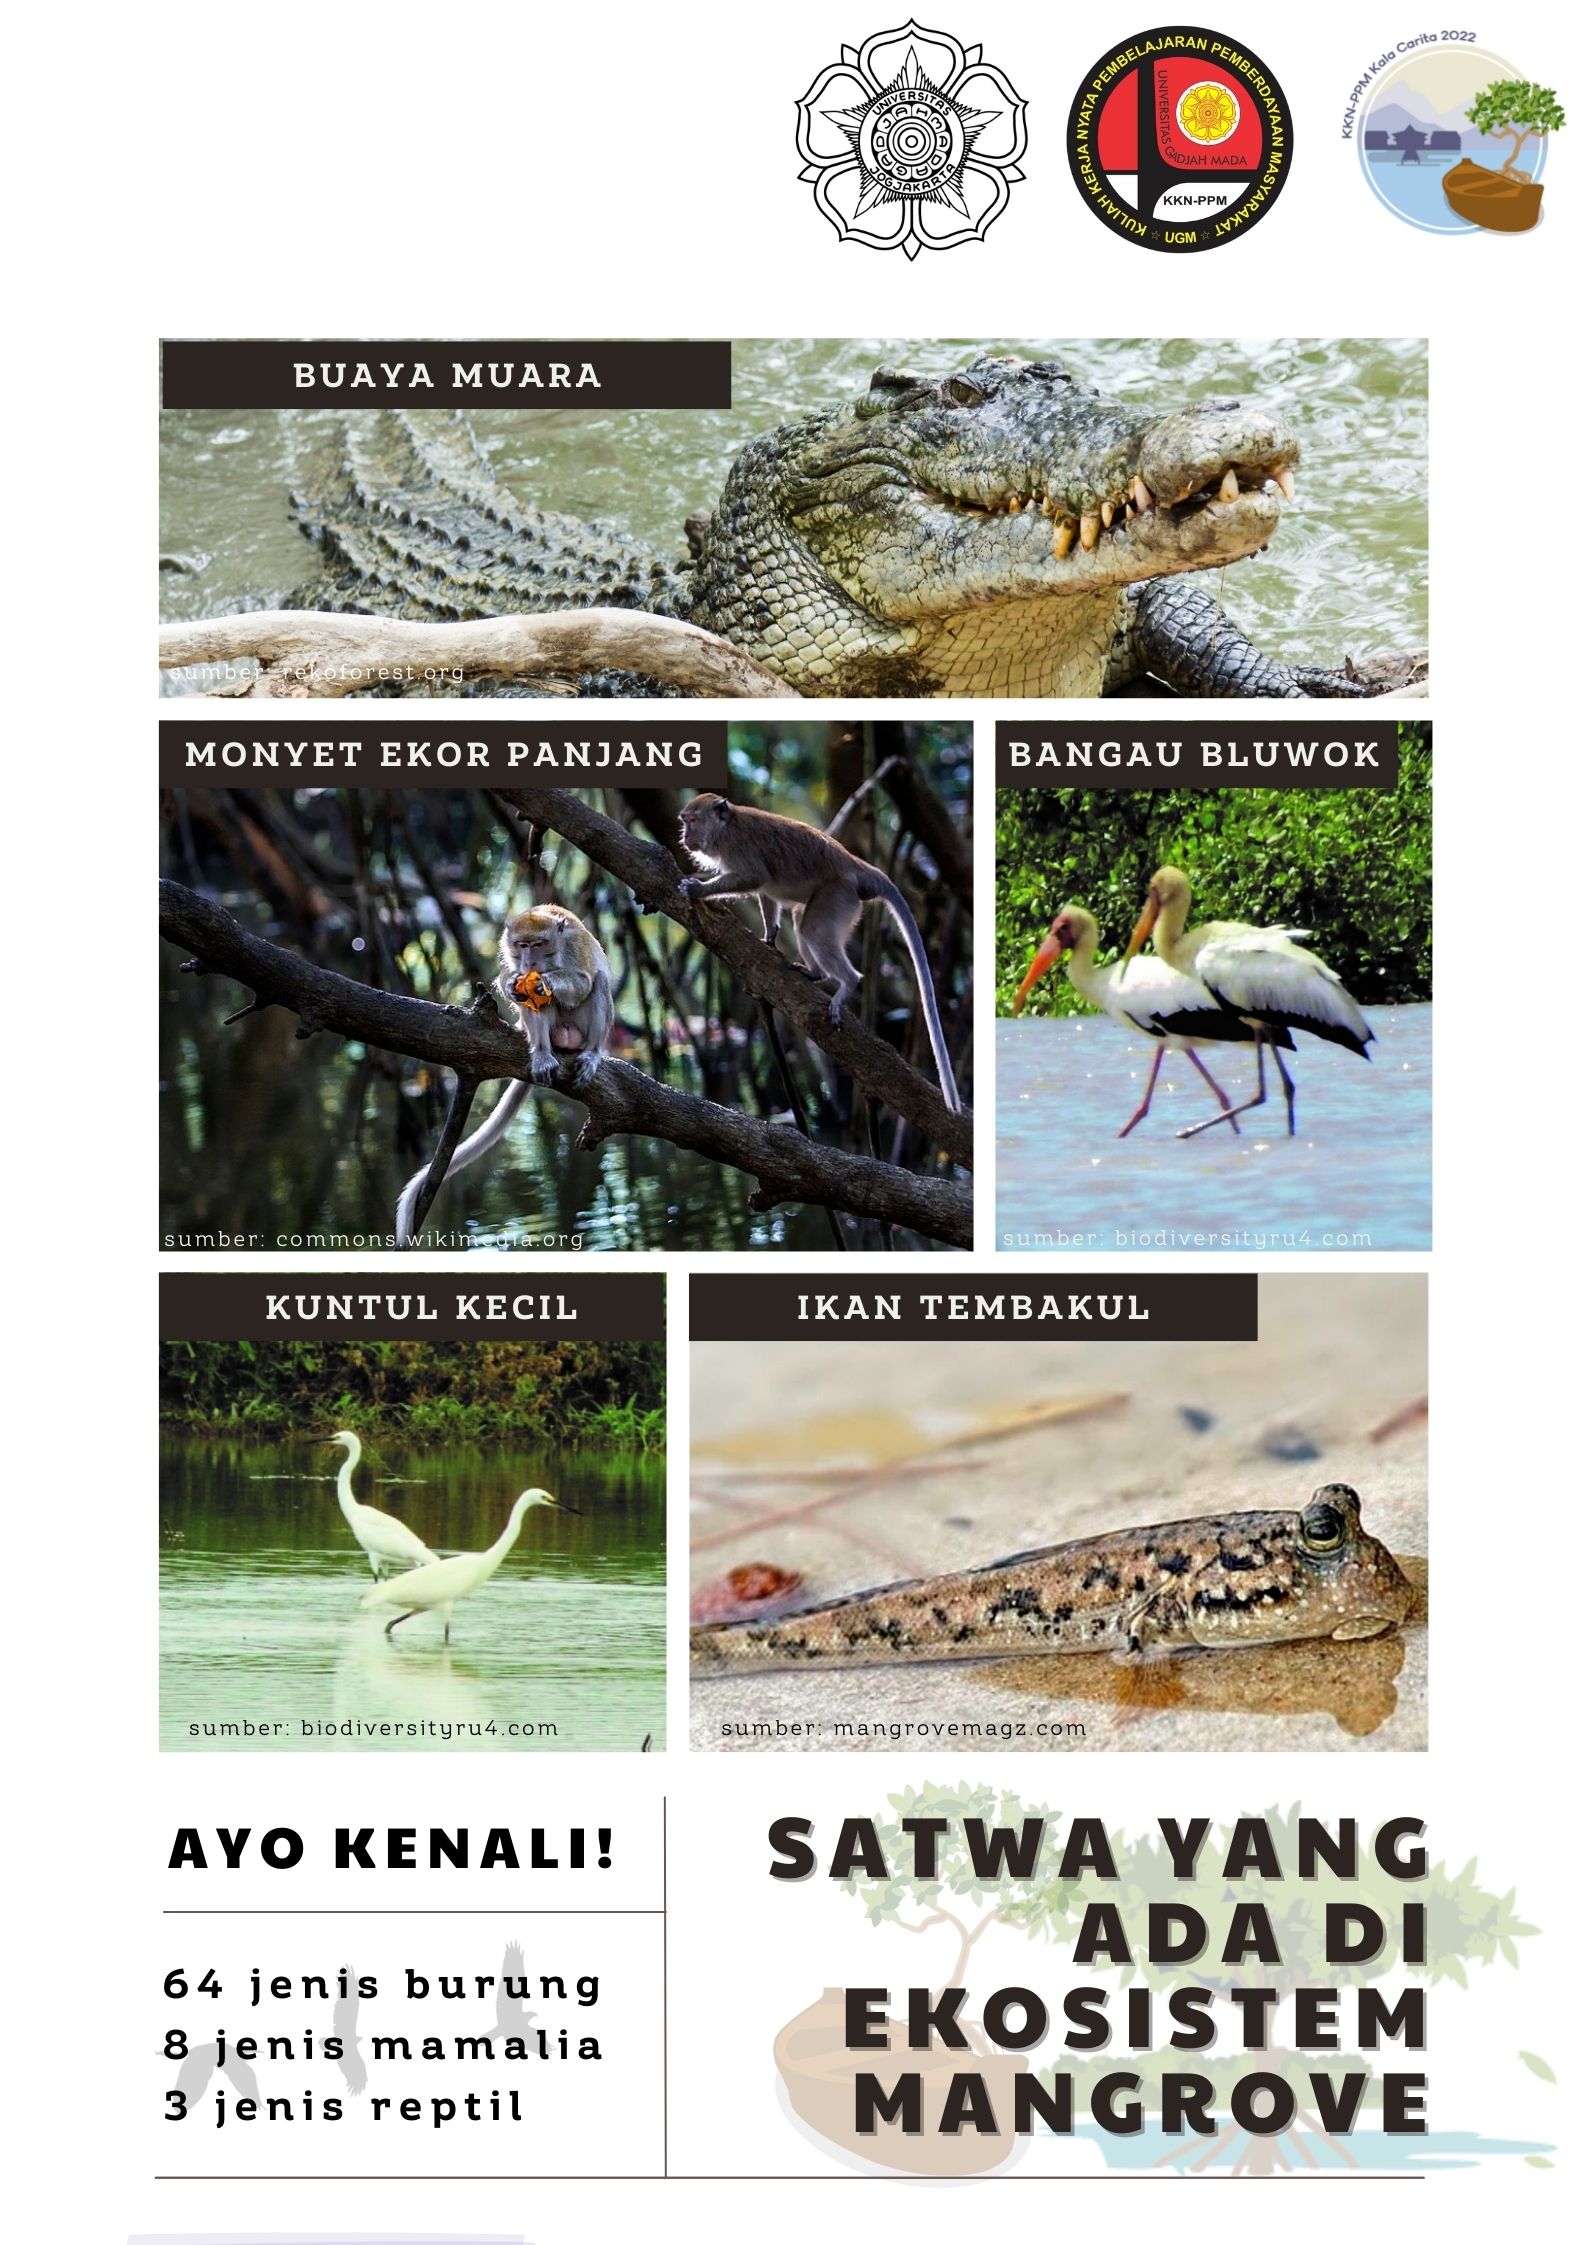 UNIVERSITAS
GADJAH MADA
JOGJAKARTA
KULIAH KERJA NYATA PEMBELAJARAN PEMBERDAYAAN MASYARAKAT
UNIVERSITAS GADJAH MADA
KKN-PPM
☆ UGM ☆
KKN-PPM Kala Carita 2022
BUAYA MUARA
sumber: rekoforest.org
MONYET EKOR PANJANG
sumber: commons.wikimedia.org
BANGAU BLUWOK
sumber: biodiversityru4.com
KUNTUL KECIL
sumber: biodiversityru4.com
IKAN TEMBAKUL
sumber: mangrovemagz.com
AYO KENALI!
64 jenis burung
8 jenis mamalia
3 jenis reptil
SATWA YANG
ADA DI
EKOSISTEM
MANGROVE